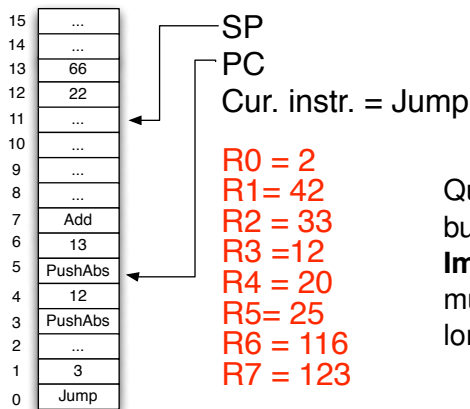 15 ...
14 ...
13 66
12 22
11 ...
10 ...
9 ...
8 ...
7 Add
6 13
5 PushAbs
4 12
3 PushAbs
2 ...
1 3
0 Jump
SP
PC
Cur. instr. = Jump
R0 = 2
R1= 42
R2 = 33
R3 =12
R4 = 20
R5= 25
R6 = 116
R7 = 123